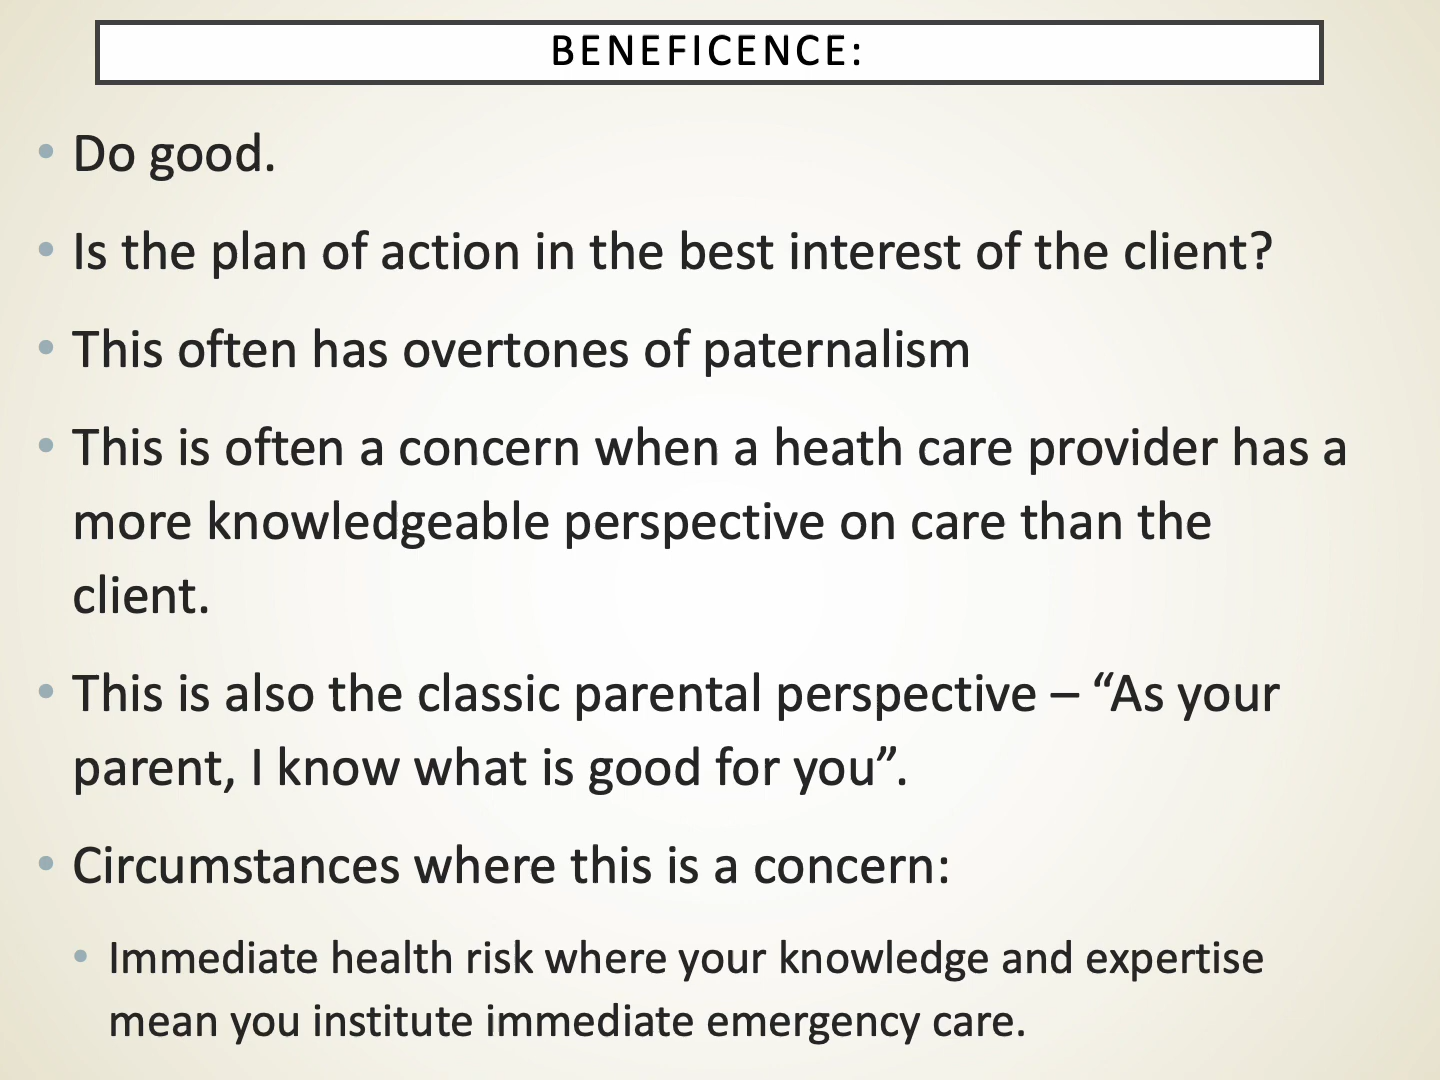 BENEFICENCE:
• Do good.
• Is the plan of action in the best interest of the client?
• This often has overtones of paternalism
• This is often a concern when a heath care provider has a
more knowledgeable perspective on care than the
client.
• This is also the classic parental perspective – “As your
parent, I know what is good for you”.
• Circumstances where this is a concern:
• Immediate health risk where your knowledge and expertise
mean you institute immediate emergency care.